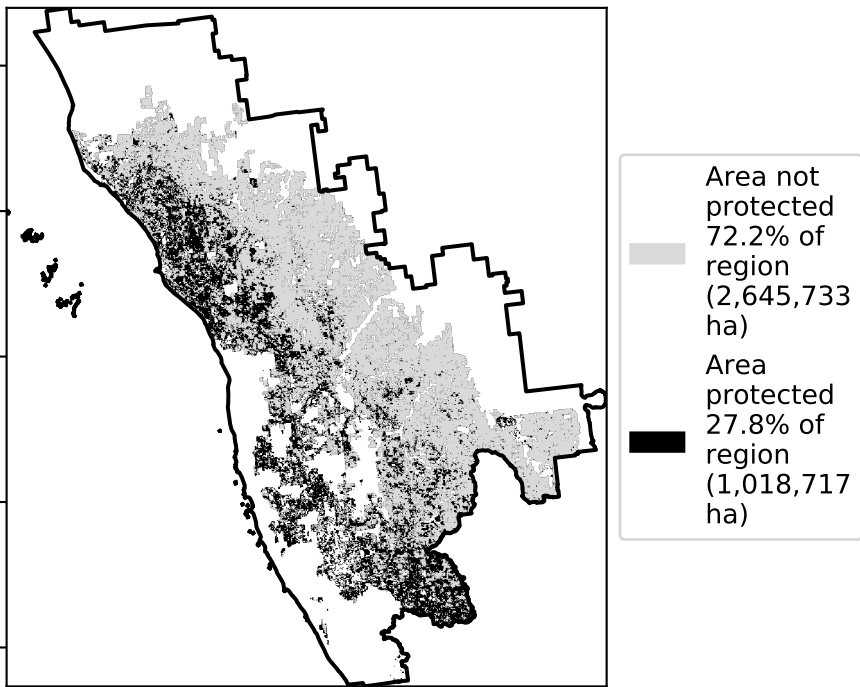 Area not
protected
72.2% of
region
(2,645,733
ha)
Area
protected
27.8% of
region
(1,018,717
ha)